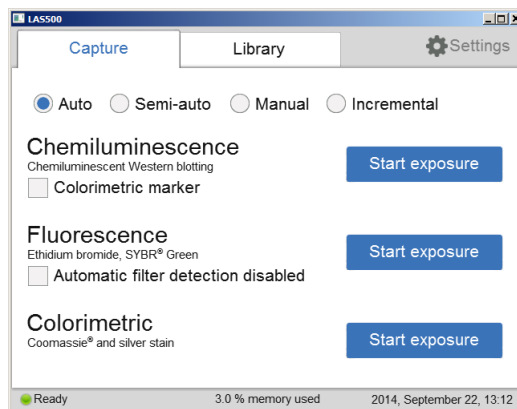 LAS500
Capture Library Settings
Auto Semi-auto Manual Incremental
Chemiluminescence
Chemiluminescent Western blotting
Start exposure
Colorimetric marker
Fluorescence
Ethidium bromide, SYBR® Green
Start exposure
Automatic filter detection disabled
Colorimetric
Coomassie® and silver stain
Start exposure
Ready 3.0 % memory used 2014, September 22, 13:12